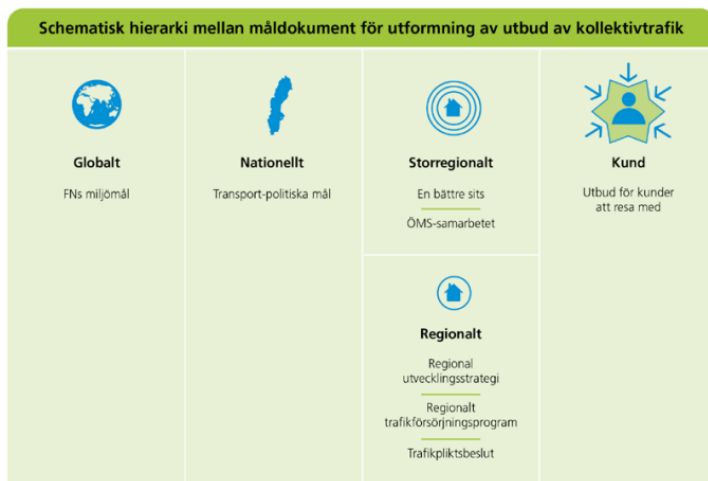 Schematisk hierarki mellan måldokument för utformning av utbud av kollektivtrafik
Globalt
FNs miljömål
Nationellt
Transport-politiska mål
Storregionalt
En bättre sits
ÖMS-samarbetet
Regionalt
Regional
utvecklingsstrategi
Regionalt
trafikförsörjningsprogram
Trafikpliktsbeslut
Kund
Utbud för kunder
att resa med